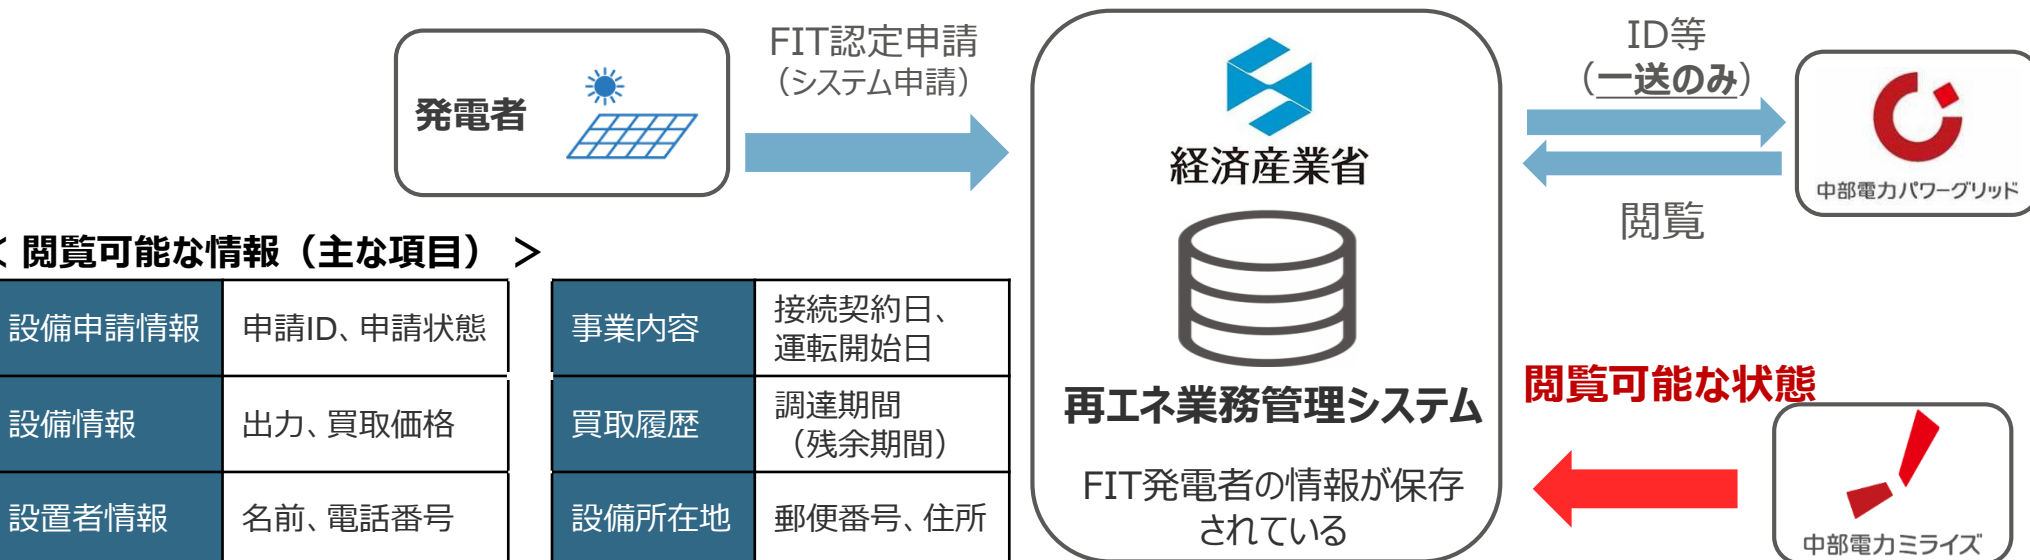 発電者
FIT認定申請
（システム申請）
経済産業省
再エネ業務管理システム
FIT発電者の情報が保存
されている
ID等
（一送のみ）
閲覧
中部電力パワーグリッド
閲覧可能な状態
中部電力ミライズ
＜ 閲覧可能な情報（主な項目） ＞
設備申請情報 申請ID、申請状態
設備情報 出力、買取価格
設置者情報 名前、電話番号
事業内容 接続契約日、
運転開始日
買取履歴 調達期間
（残余期間）
設備所在地 郵便番号、住所